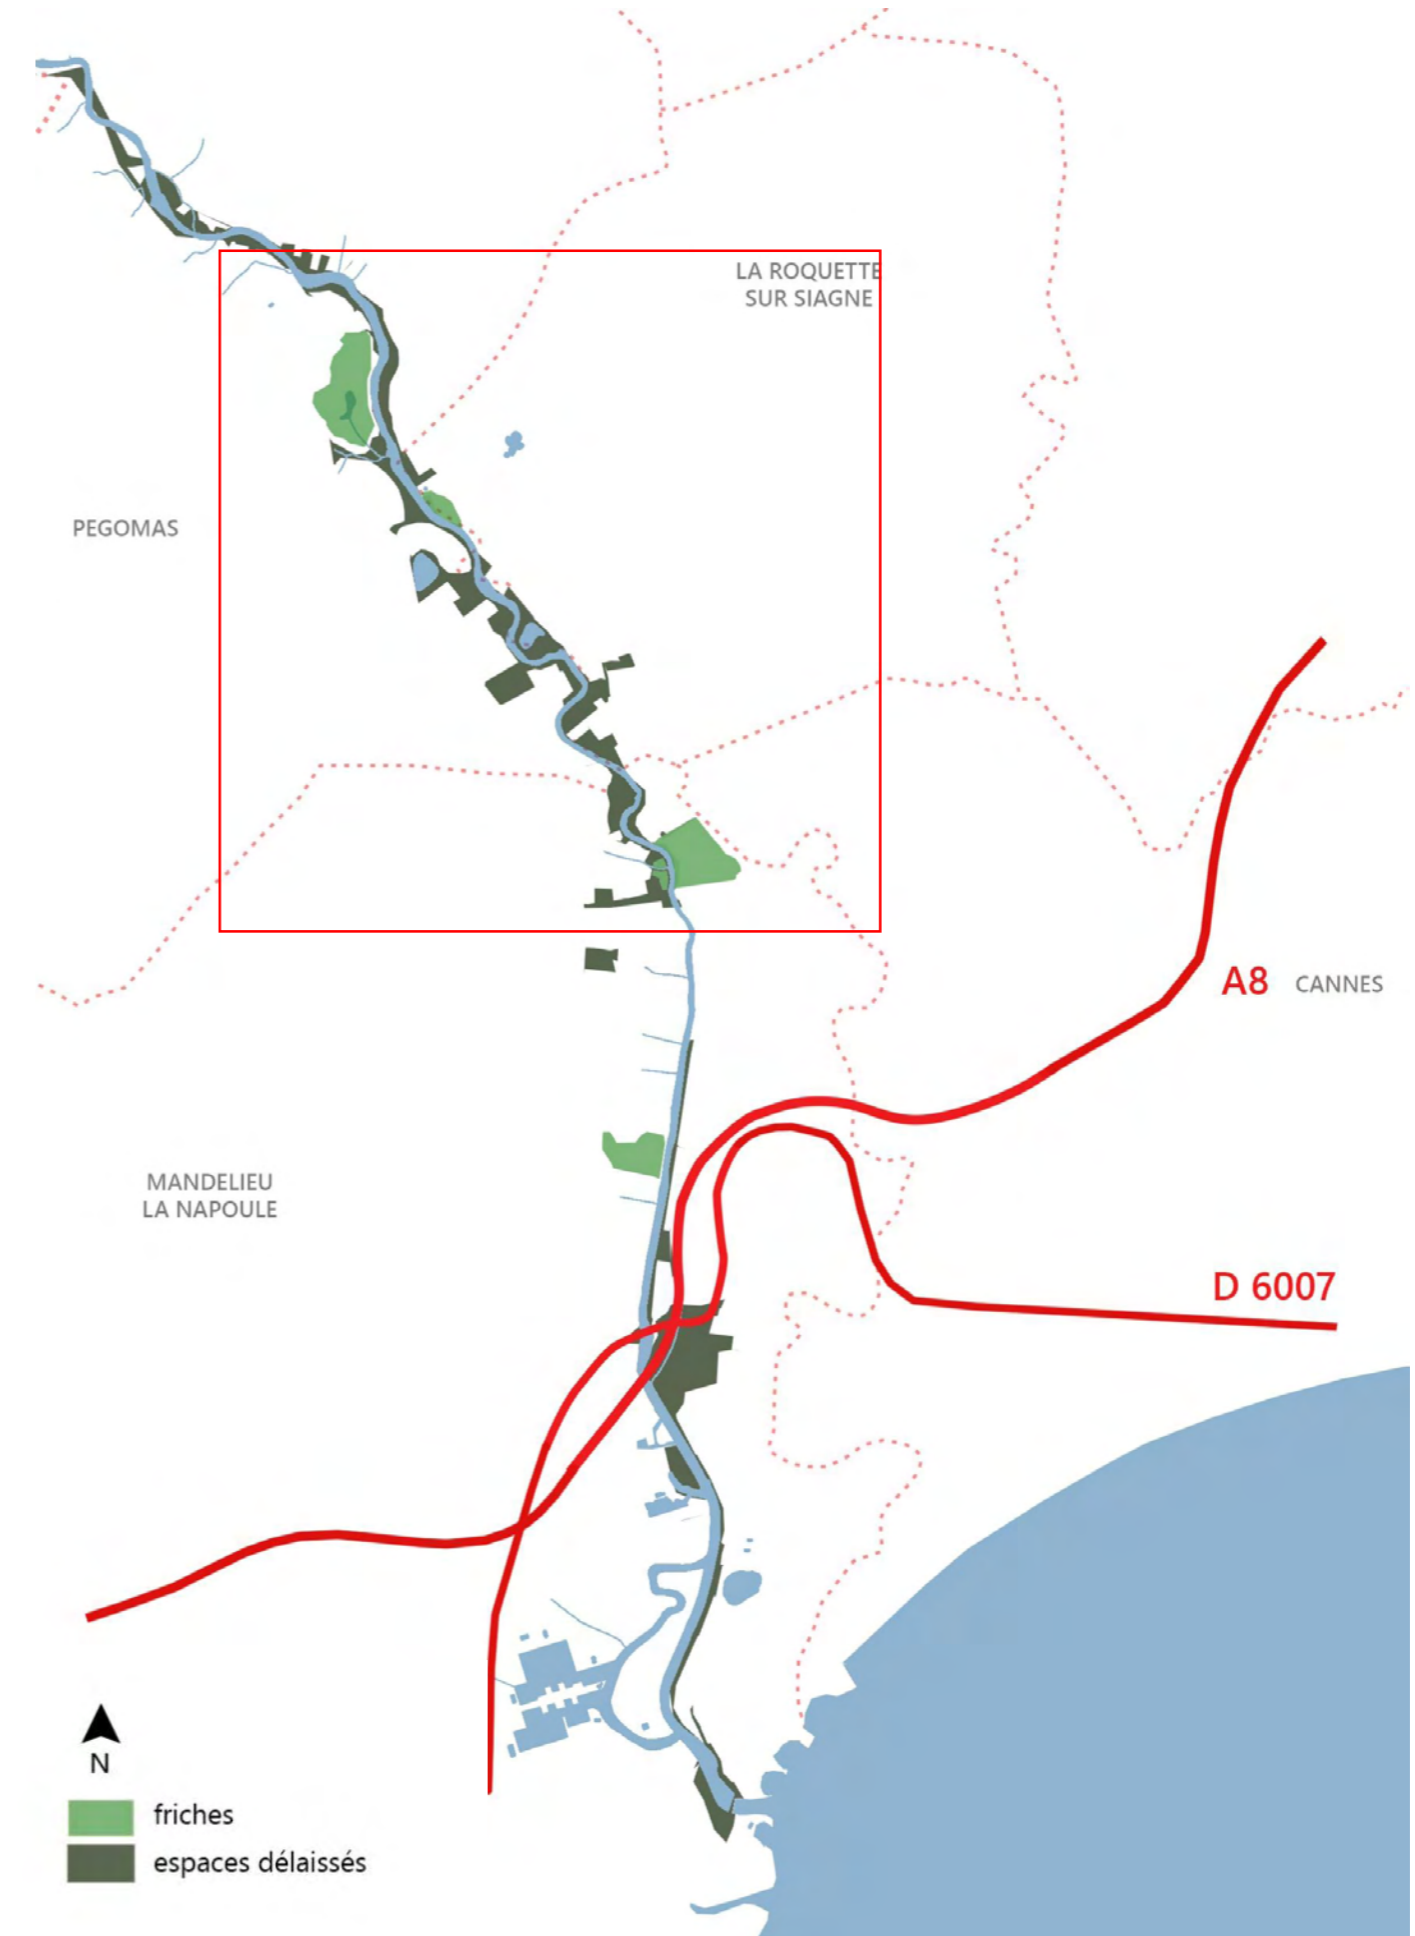 LA ROQUETTE
SUR SIAGNE
PEGOMAS
A8
CANNES
MANDELIEU
LA NAPOULE
D 6007
N
friches
espaces délaissés